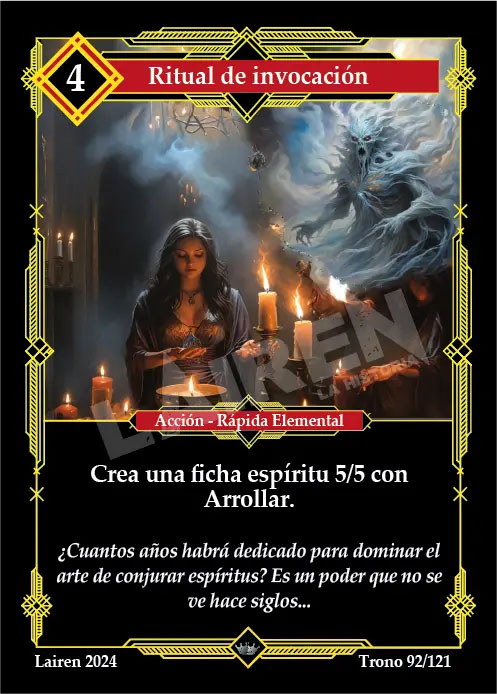 4
Ritual de invocación
LAIREN
LA HISTORIA
Acción - Rápida Elemental
Crea una ficha espíritu 5/5 con
Arrollar.
¿Cuantos años habrá dedicado para dominar el
arte de conjurar espíritus? Es un poder que no se
ve hace siglos...
Lairen 2024
Trono 92/121